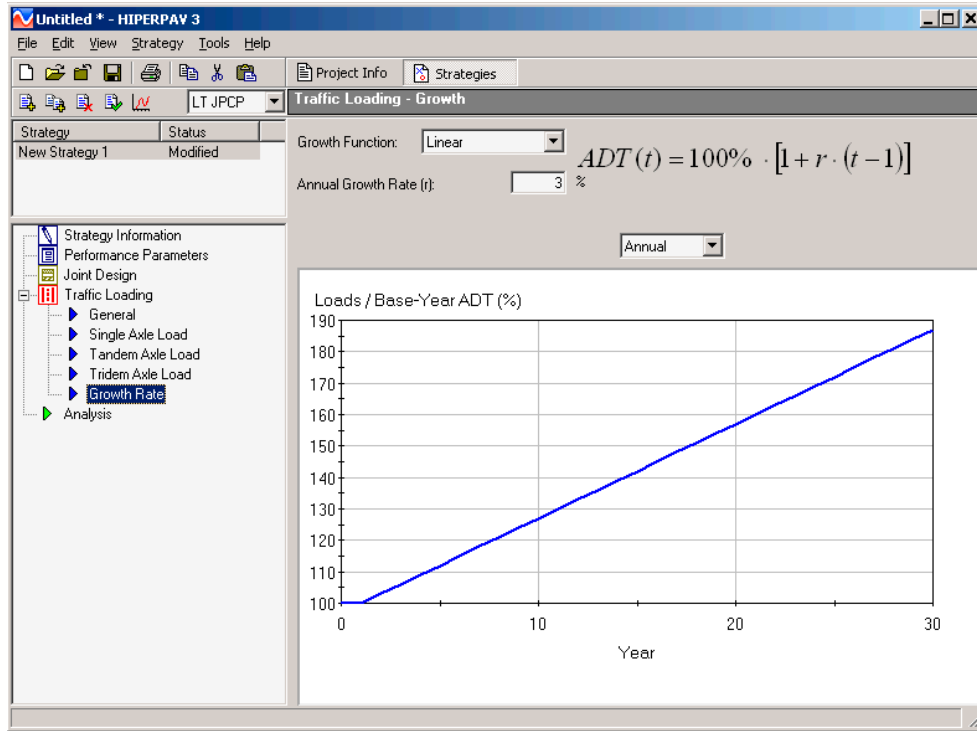 Untitled * - HIPERPAV 3
File Edit View Strategy Tools Help
Project Info Strategies
LT JPCP
Traffic Loading - Growth
Strategy Status
New Strategy 1 Modified
Growth Function: Linear
ADT(t) = 100% · [1 + r · (t − 1)]
Annual Growth Rate (r): 3 %
Annual
Strategy Information
Performance Parameters
Joint Design
Traffic Loading
General
Single Axle Load
Tandem Axle Load
Tridem Axle Load
Growth Rate
Analysis
Loads / Base-Year ADT (%)
190
180
170
160
150
140
130
120
110
100
0 10 20 30
Year